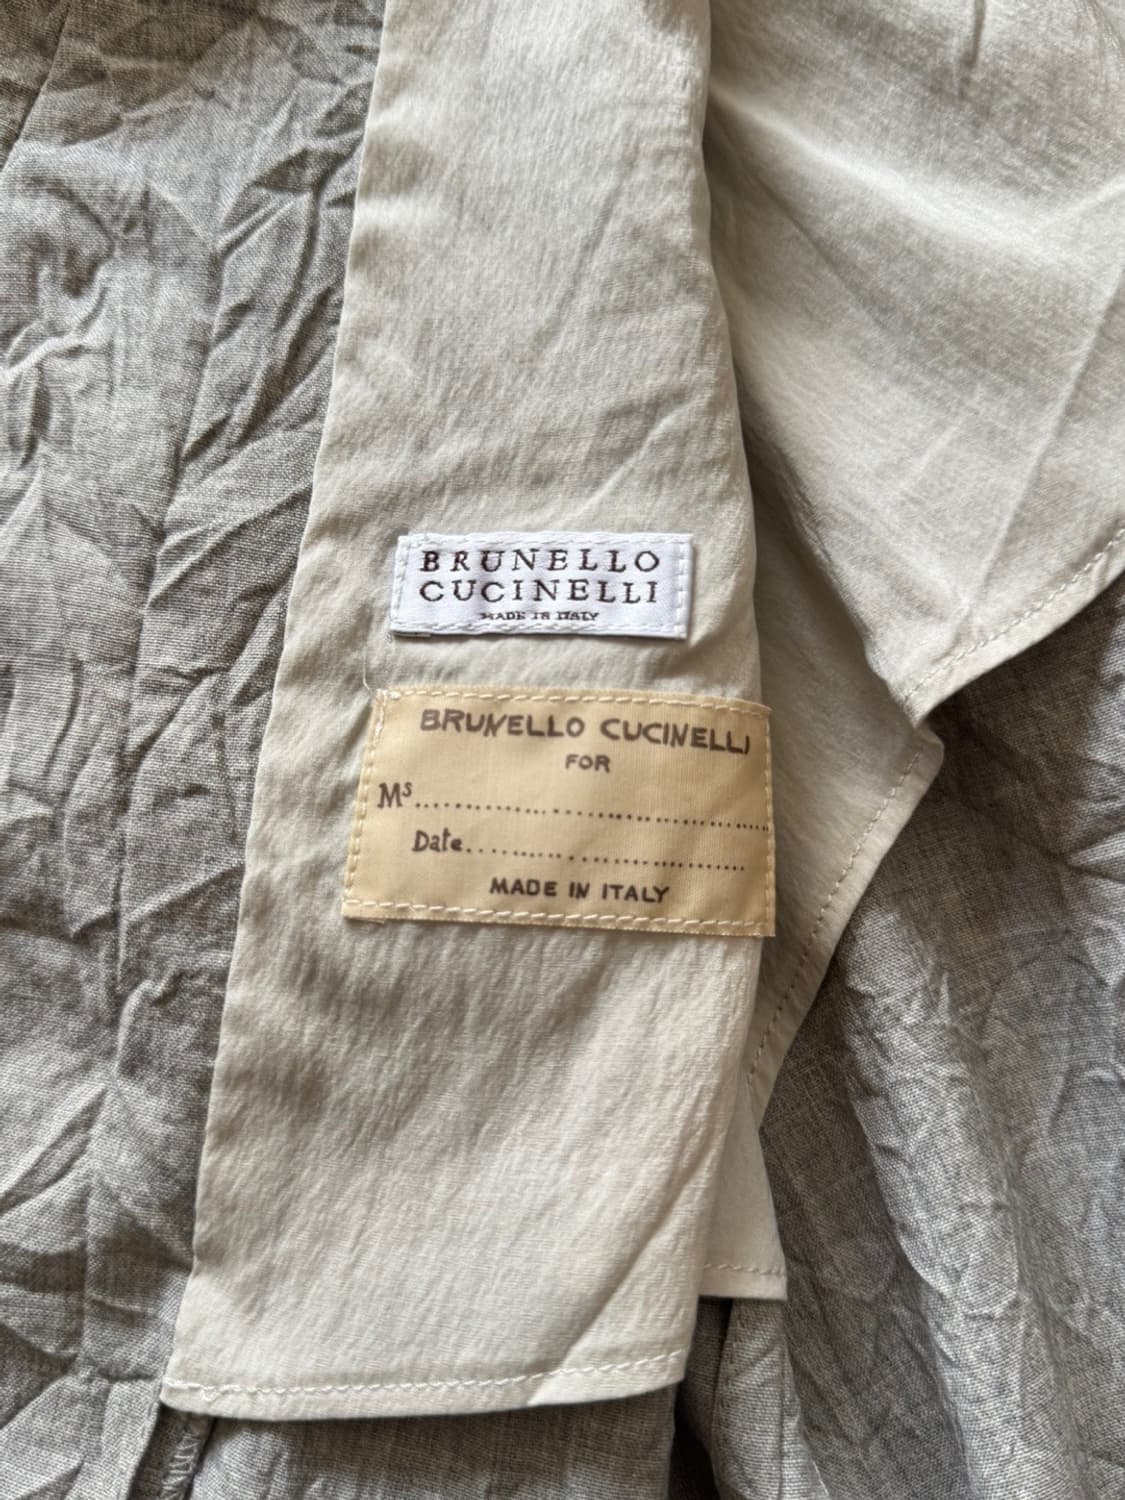 BRUNELLO
CUCINELLI
MADE IN ITALY
BRUNELLO CUCINELLI
FOR
Ms..............................
Date..............................
MADE IN ITALY